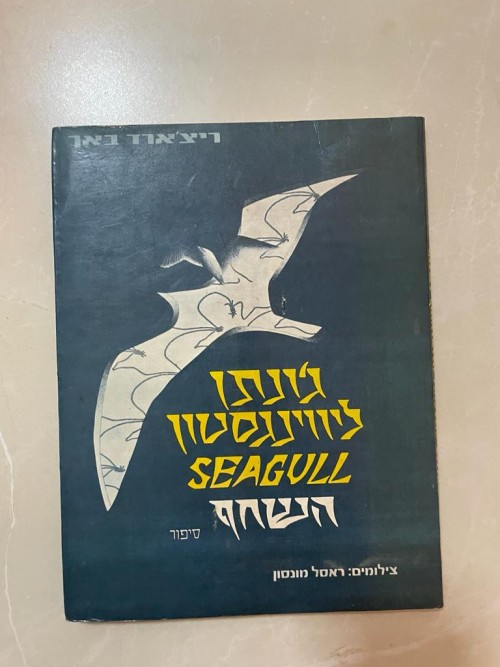 ריצ'ארד באך
ג'ונתן
ליווינגסטון
SEAGULL
השחף
סיפור
צילומים: ראסל מונסון